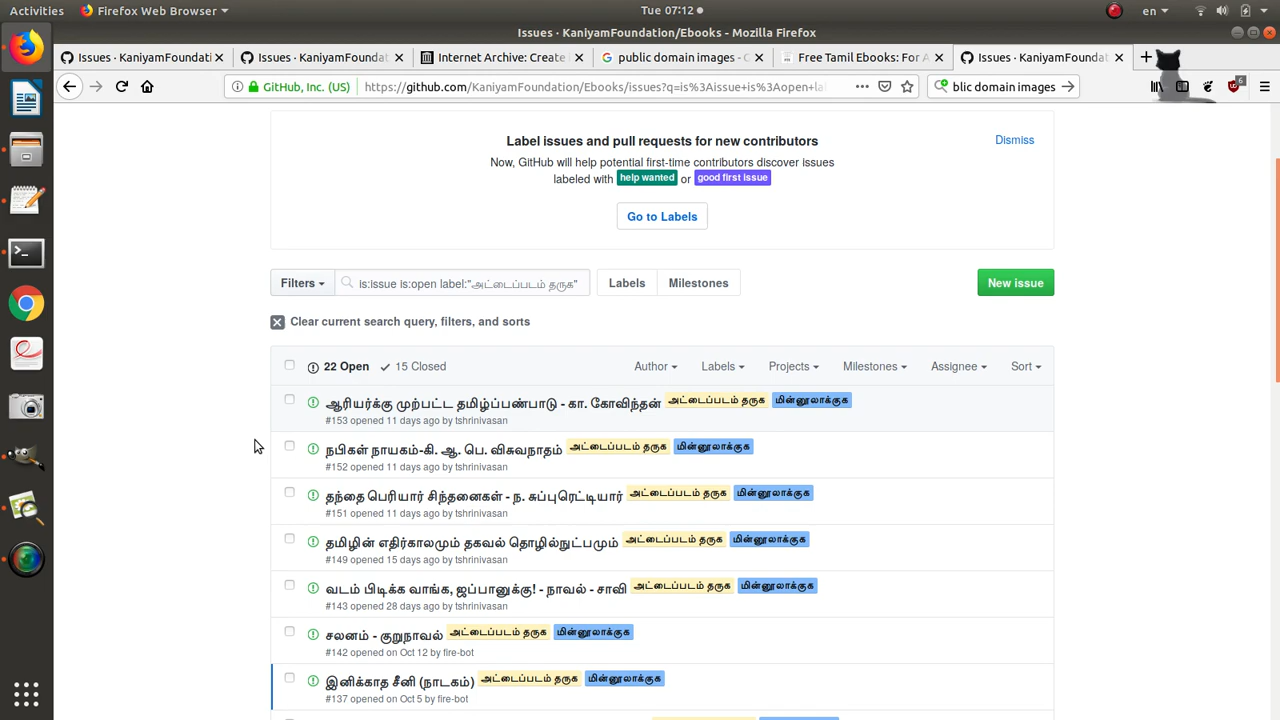 Activities Firefox Web Browser Tue 07:12 en
Issues · KaniyamFoundation/Ebooks - Mozilla Firefox
Issues · KaniyamFoundati Issues · KaniyamFoundat Internet Archive: Create public domain images - C Free Tamil Ebooks: For A Issues · KaniyamFoundat
GitHub, Inc. (US) https://github.com/KaniyamFoundation/Ebooks/issues?q=is%3Aissue+is%3Aopen+la blic domain images 6
Label issues and pull requests for new contributors Dismiss
Now, GitHub will help potential first-time contributors discover issues
labeled with help wanted or good first issue
Go to Labels
Filters is:issue is:open label:"அட்டைப்படம் தருக" Labels Milestones New issue
Clear current search query, filters, and sorts
22 Open 15 Closed Author Labels Projects Milestones Assignee Sort
ஆரியர்க்கு முற்பட்ட தமிழ்ப்பண்பாடு - கா. கோவிந்தன் அட்டைப்படம் தருக மின்னூலாக்குக
#153 opened 11 days ago by tshrinivasan
நபிகள் நாயகம்-கி. ஆ. பெ. விசுவநாதம் அட்டைப்படம் தருக மின்னூலாக்குக
#152 opened 11 days ago by tshrinivasan
தந்தை பெரியார் சிந்தனைகள் - ந. சுப்புரெட்டியார் அட்டைப்படம் தருக மின்னூலாக்குக
#151 opened 11 days ago by tshrinivasan
தமிழின் எதிர்காலமும் தகவல் தொழில்நுட்பமும் அட்டைப்படம் தருக மின்னூலாக்குக
#149 opened 15 days ago by tshrinivasan
வடம் பிடிக்க வாங்க, ஜப்பானுக்கு! - நாவல் - சாவி அட்டைப்படம் தருக மின்னூலாக்குக
#143 opened 28 days ago by tshrinivasan
சலனம் - குறுநாவல் அட்டைப்படம் தருக மின்னூலாக்குக
#142 opened on Oct 12 by fire-bot
இனிக்காத சீனி (நாடகம்) அட்டைப்படம் தருக மின்னூலாக்குக
#137 opened on Oct 5 by fire-bot